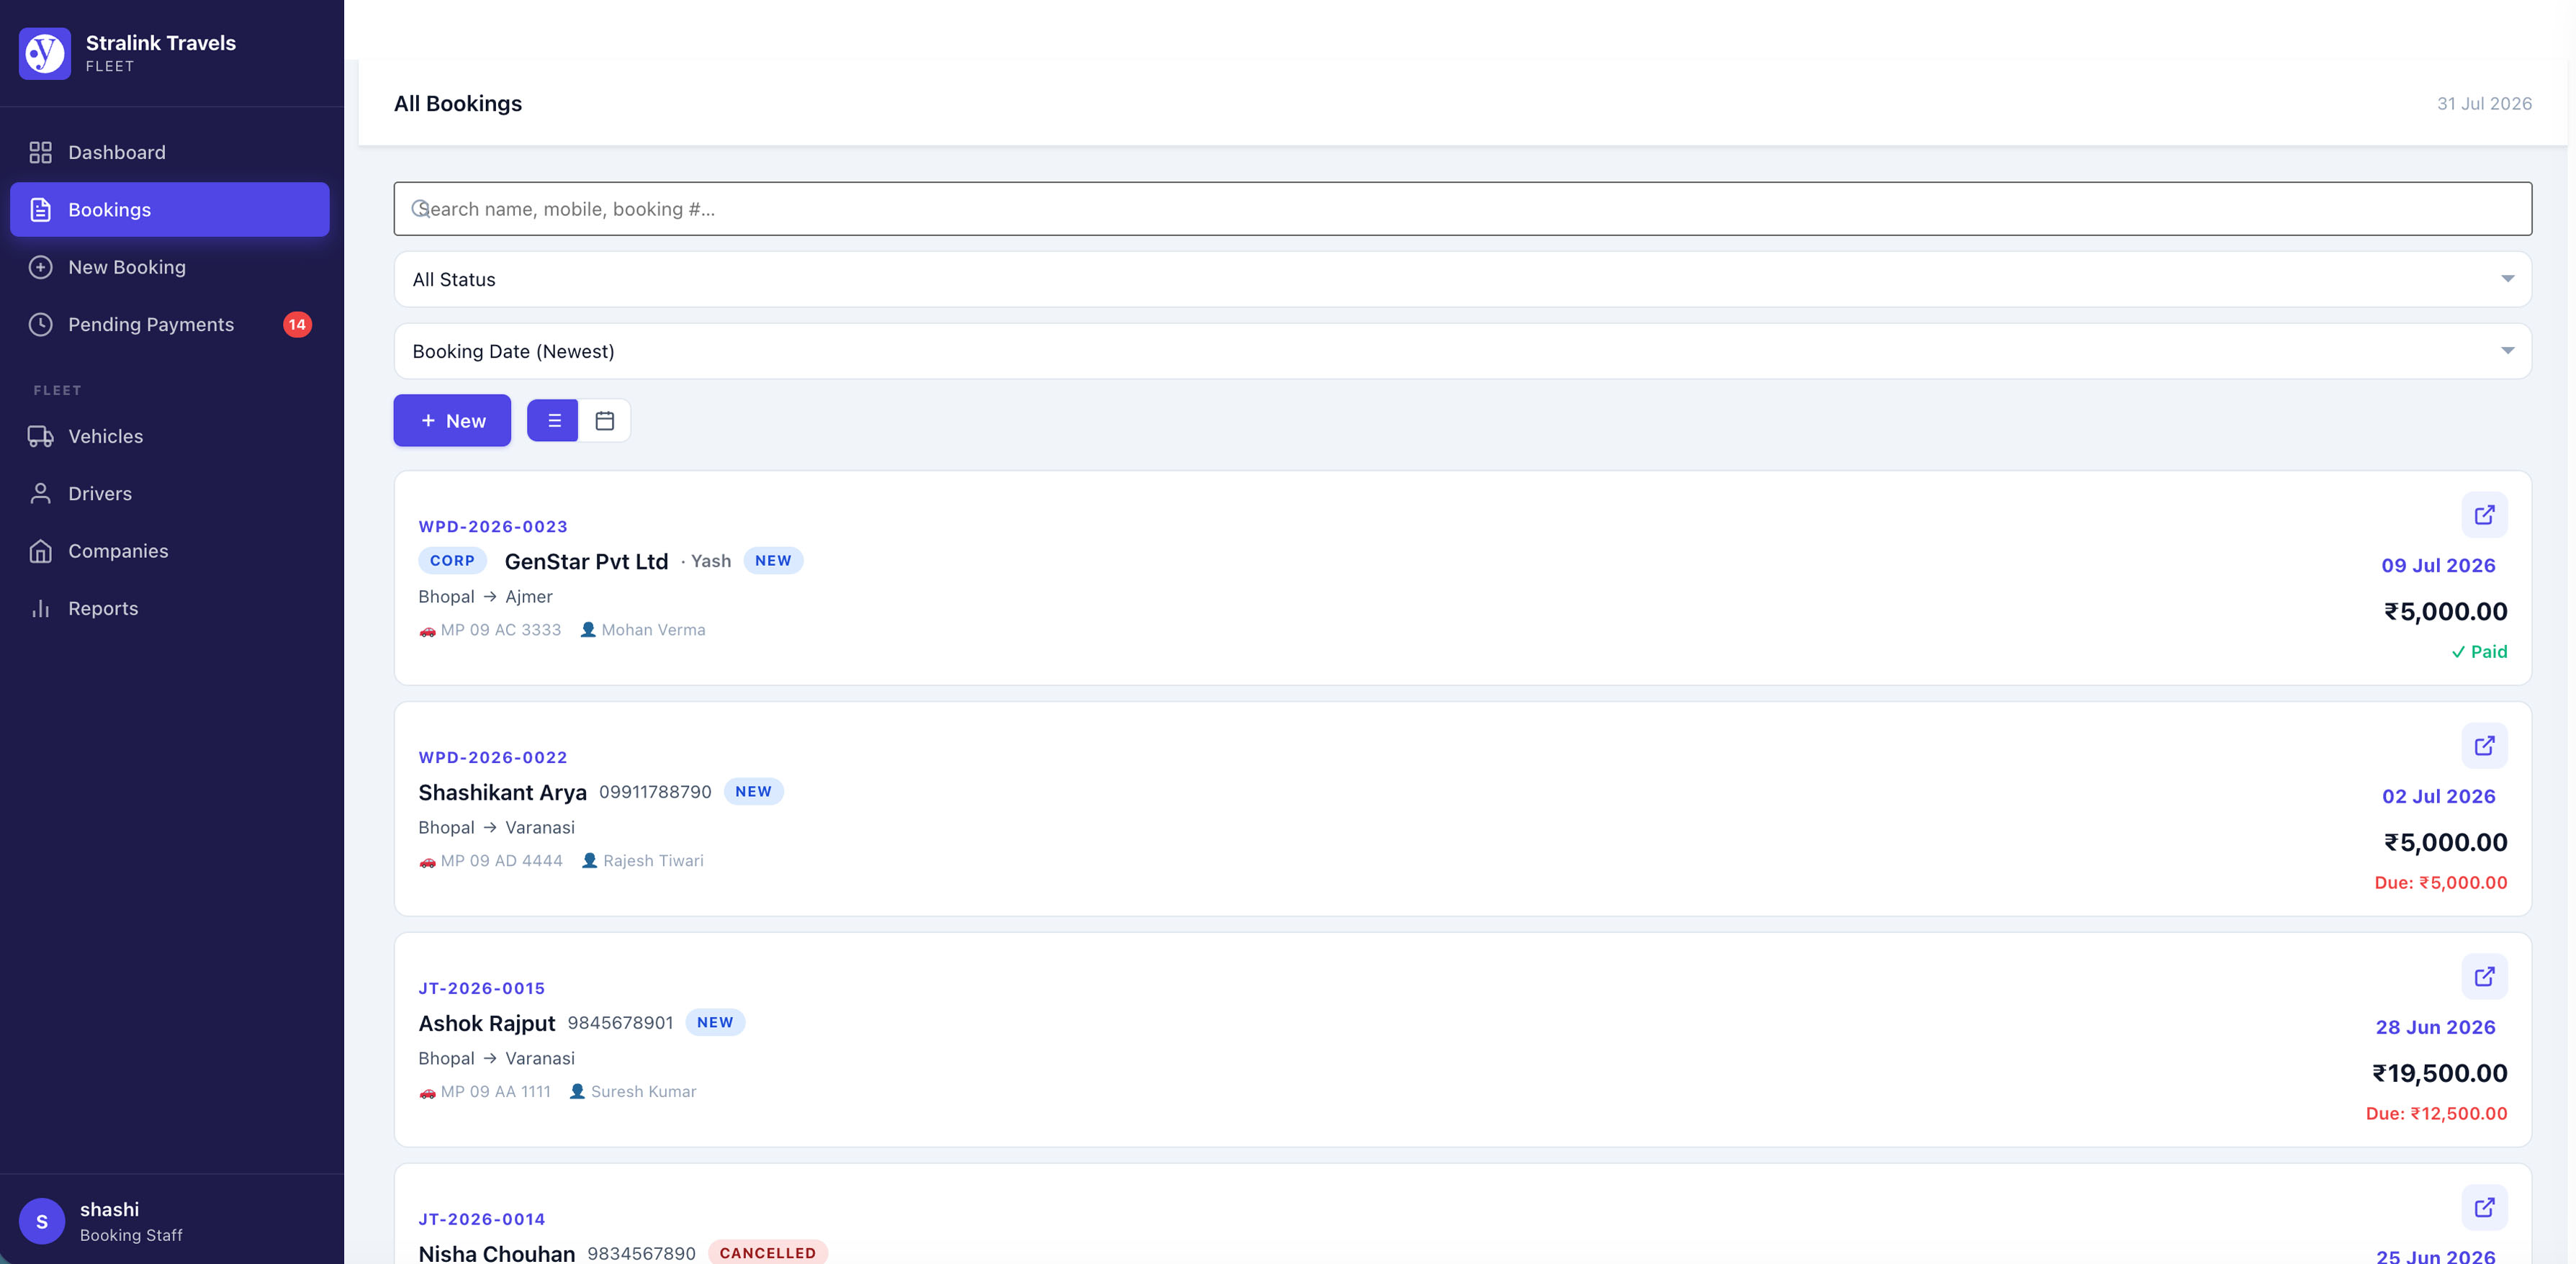 Stralink Travels
FLEET
Dashboard
Bookings
New Booking
Pending Payments 14
FLEET
Vehicles
Drivers
Companies
Reports
S
shashi
Booking Staff
All Bookings
31 Jul 2026
Search name, mobile, booking #...
All Status
Booking Date (Newest)
+ New
WPD-2026-0023
CORP GenStar Pvt Ltd · Yash NEW
Bhopal → Ajmer
MP 09 AC 3333 Mohan Verma
09 Jul 2026
₹5,000.00
✓ Paid
WPD-2026-0022
Shashikant Arya 09911788790 NEW
Bhopal → Varanasi
MP 09 AD 4444 Rajesh Tiwari
02 Jul 2026
₹5,000.00
Due: ₹5,000.00
JT-2026-0015
Ashok Rajput 9845678901 NEW
Bhopal → Varanasi
MP 09 AA 1111 Suresh Kumar
28 Jun 2026
₹19,500.00
Due: ₹12,500.00
JT-2026-0014
Nisha Chouhan 9834567890 CANCELLED
25 Jun 2026